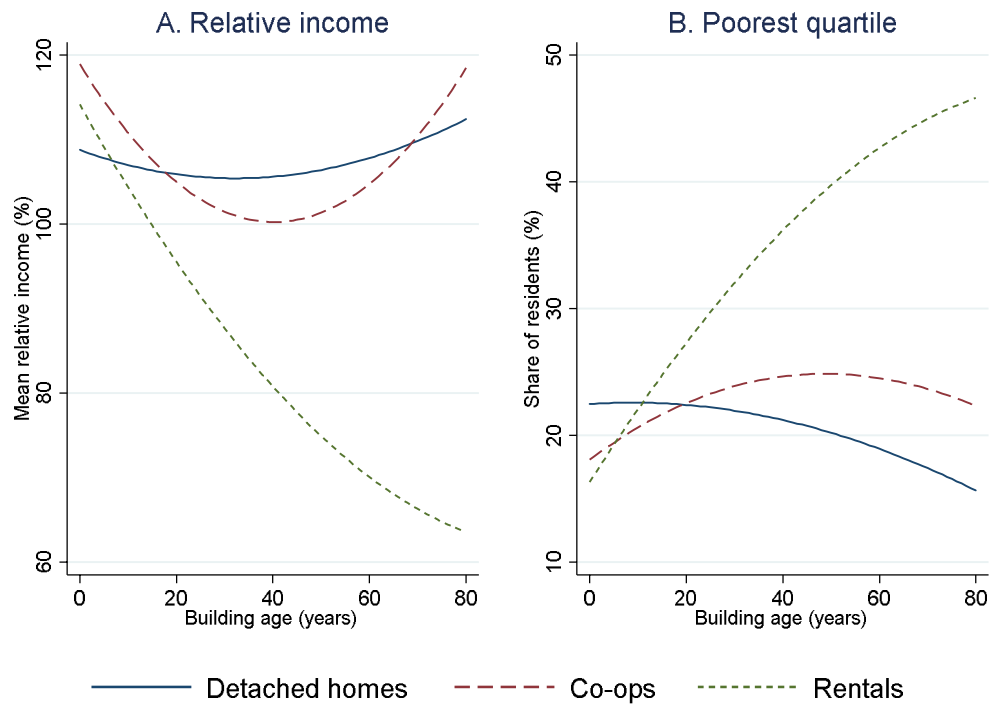 A. Relative income
Mean relative income (%)
120
100
80
60
0 20 40 60 80
Building age (years)
B. Poorest quartile
Share of residents (%)
50
40
30
20
10
0 20 40 60 80
Building age (years)
Detached homes Co-ops Rentals